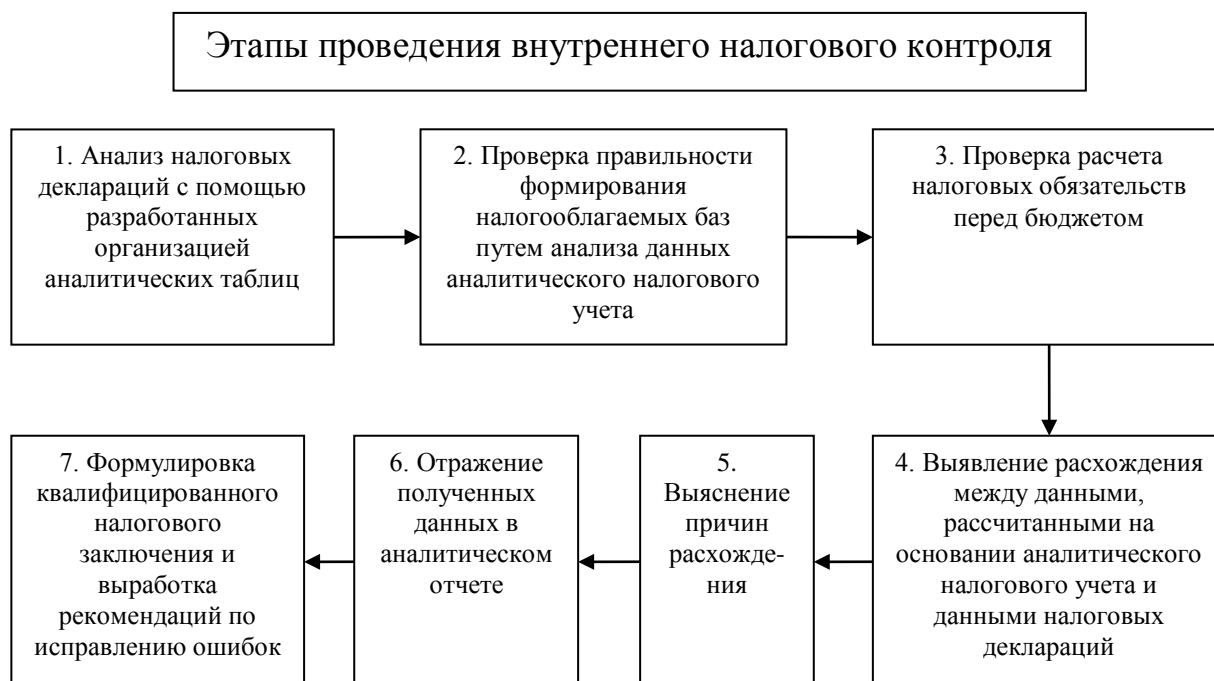 Этапы проведения внутреннего налогового контроля
1. Анализ налоговых
деклараций с помощью
разработанных
организацией
аналитических таблиц
2. Проверка правильности
формирования
налогооблагаемых баз
путем анализа данных
аналитического налогового
учета
3. Проверка расчета
налоговых обязательств
перед бюджетом
4. Выявление расхождения
между данными,
рассчитанными на
основании аналитического
налогового учета и
данными налоговых
деклараций
5.
Выяснение
причин
расхожде-
ния
6. Отражение
полученных
данных в
аналитическом
отчете
7. Формулировка
квалифицированного
налогового
заключения и
выработка
рекомендаций по
исправлению ошибок